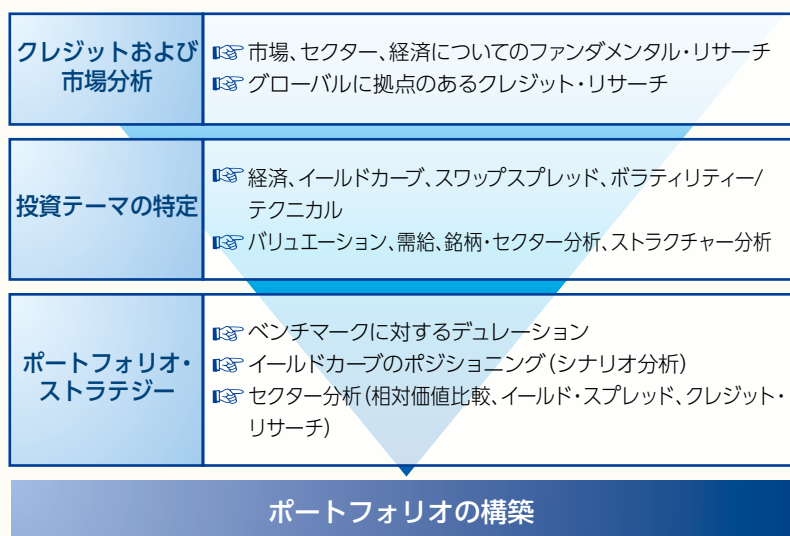 クレジットおよび
市場分析
☞市場、セクター、経済についてのファンダメンタル・リサーチ
☞グローバルに拠点のあるクレジット・リサーチ
投資テーマの特定
☞経済、イールドカーブ、スワップスプレッド、ボラティリティー/
テクニカル
☞バリュエーション、需給、銘柄・セクター分析、ストラクチャー分析
ポートフォリオ・
ストラテジー
☞ベンチマークに対するデュレーション
☞イールドカーブのポジショニング(シナリオ分析)
☞セクター分析(相対価値比較、イールド・スプレッド、クレジット・
リサーチ)
ポートフォリオの構築